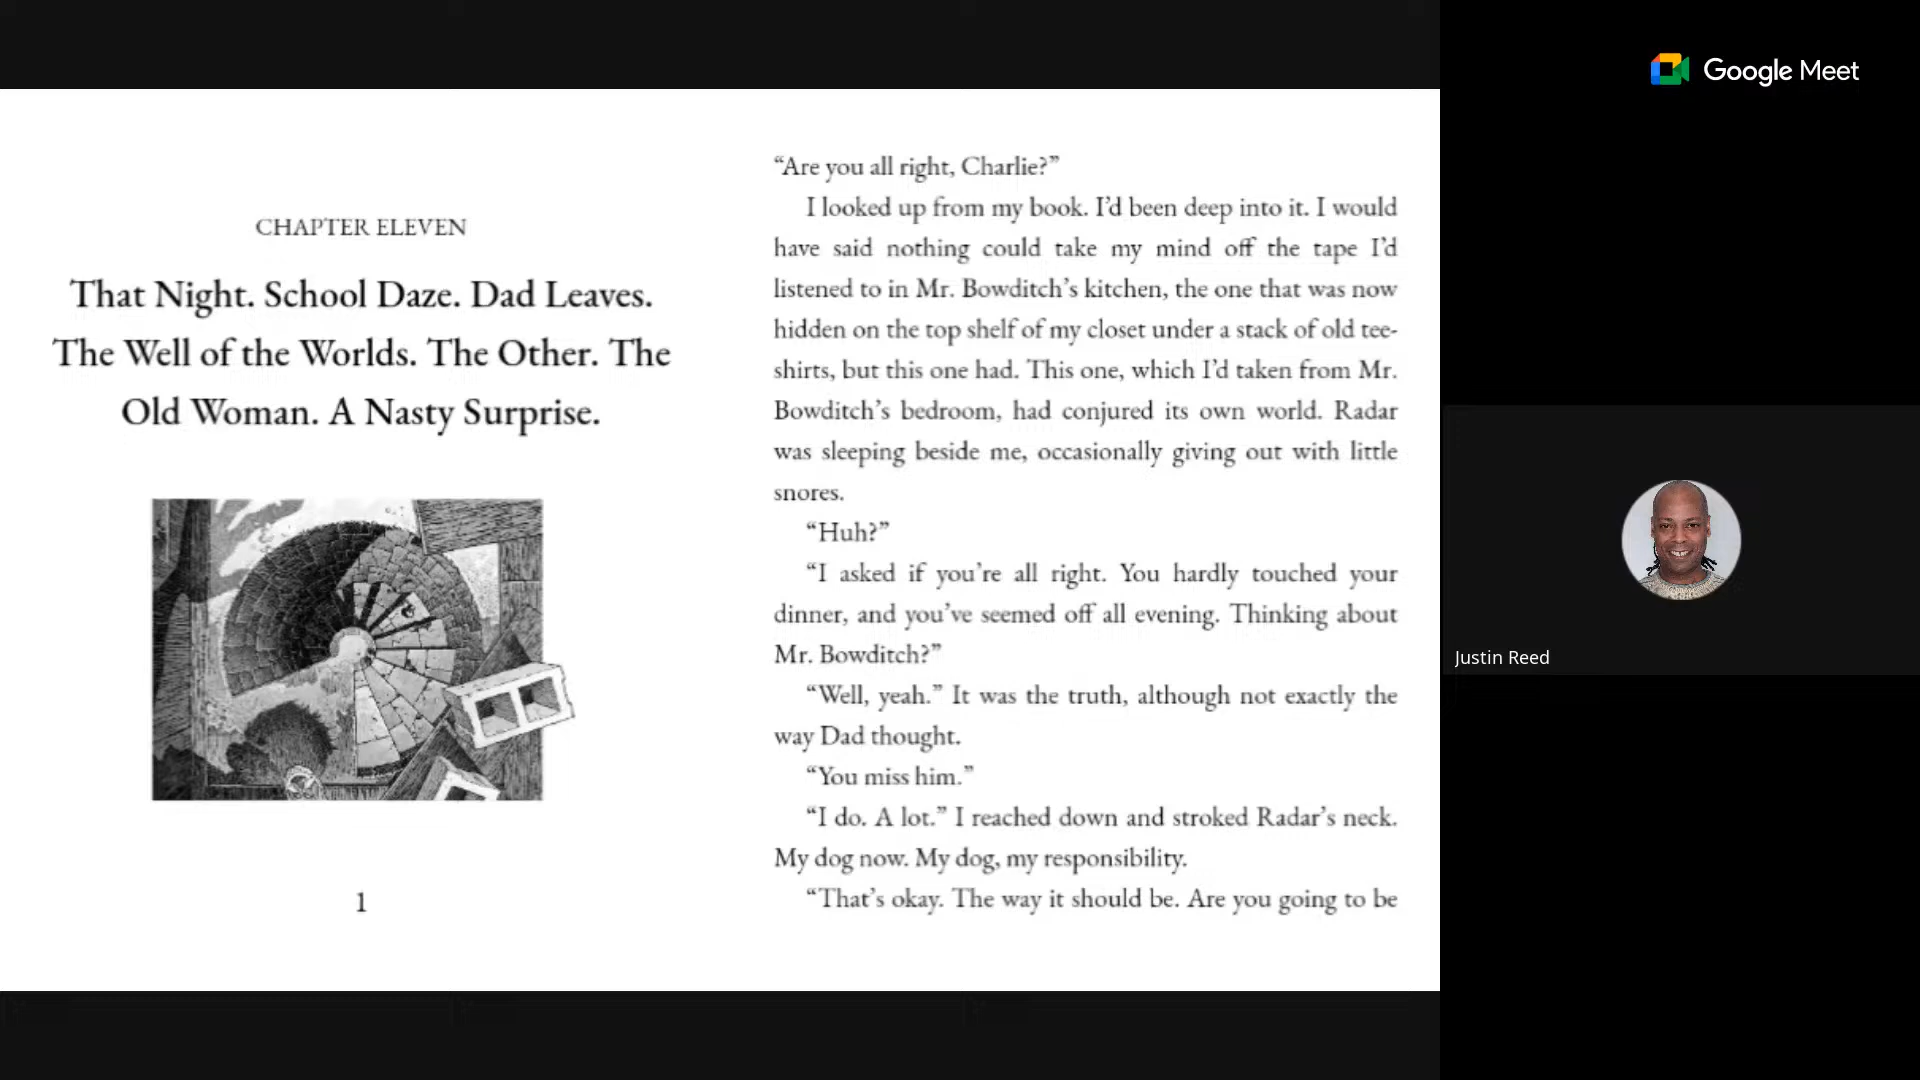 CHAPTER ELEVEN
That Night. School Daze. Dad Leaves.
The Well of the Worlds. The Other. The
Old Woman. A Nasty Surprise.
1
“Are you all right, Charlie?”
I looked up from my book. I’d been deep into it. I would
have said nothing could take my mind off the tape I’d
listened to in Mr. Bowditch’s kitchen, the one that was now
hidden on the top shelf of my closet under a stack of old tee-
shirts, but this one had. This one, which I’d taken from Mr.
Bowditch’s bedroom, had conjured its own world. Radar
was sleeping beside me, occasionally giving out with little
snores.
“Huh?”
“I asked if you’re all right. You hardly touched your
dinner, and you’ve seemed off all evening. Thinking about
Mr. Bowditch?”
“Well, yeah.” It was the truth, although not exactly the
way Dad thought.
“You miss him.”
“I do. A lot.” I reached down and stroked Radar’s neck.
My dog now. My dog, my responsibility.
“That’s okay. The way it should be. Are you going to be
Google Meet
Justin Reed